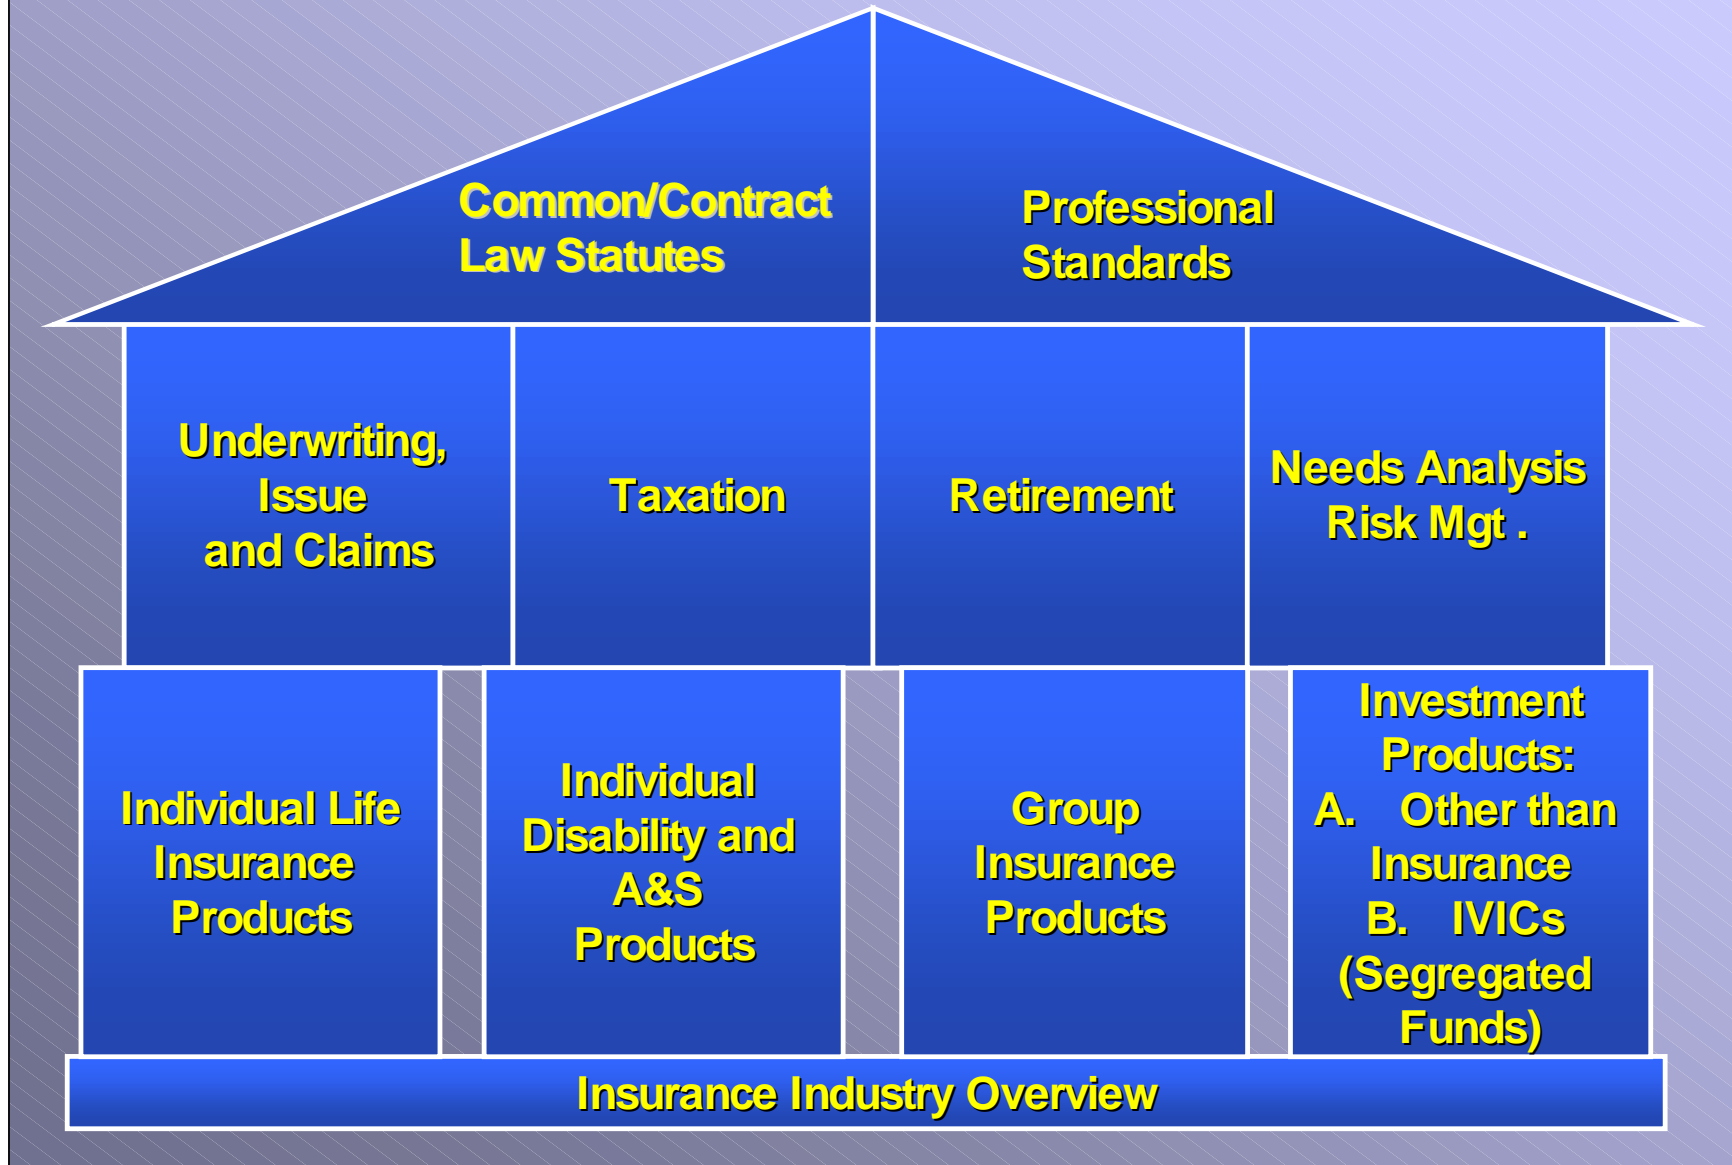 Common/Contract
Law Statutes
Professional
Standards
Underwriting,
Issue
and Claims
Taxation
Retirement
Needs Analysis
Risk Mgt .
Individual Life
Insurance
Products
Individual
Disability and
A&S
Products
Group
Insurance
Products
Investment
Products:
A. Other than
Insurance
B. IVICs
(Segregated
Funds)
Insurance Industry Overview